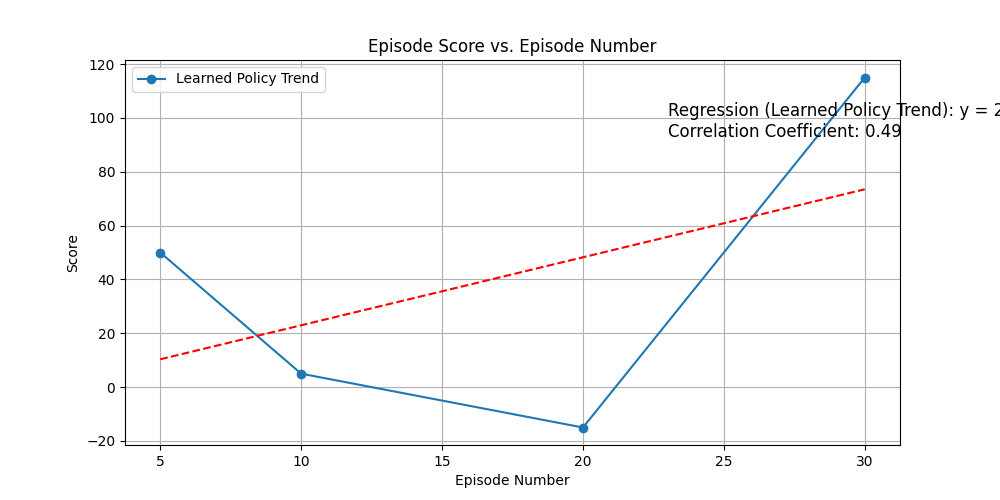 Episode Score vs. Episode Number
Learned Policy Trend
Regression (Learned Policy Trend): y = 2
Correlation Coefficient: 0.49
120
100
80
60
40
20
0
−20
Score
5
10
15
20
25
30
Episode Number